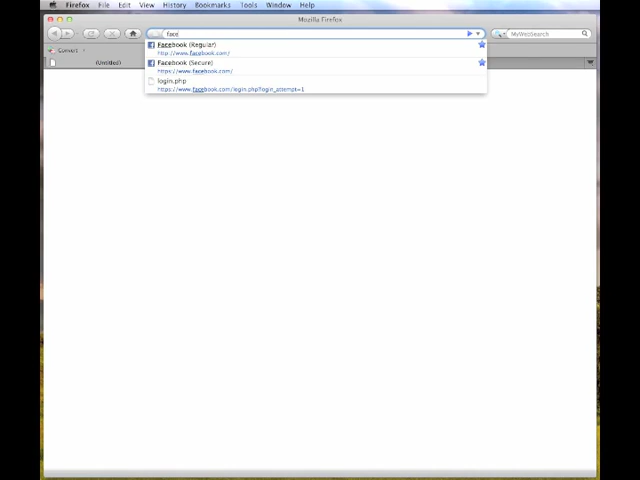 Firefox File Edit View History Bookmarks Tools Window Help
Mozilla Firefox
face
MyWebSearch
Convert
(Untitled)
Facebook (Regular)
http://www.facebook.com/
Facebook (Secure)
https://www.facebook.com/
login.php
https://www.facebook.com/login.php?login_attempt=1